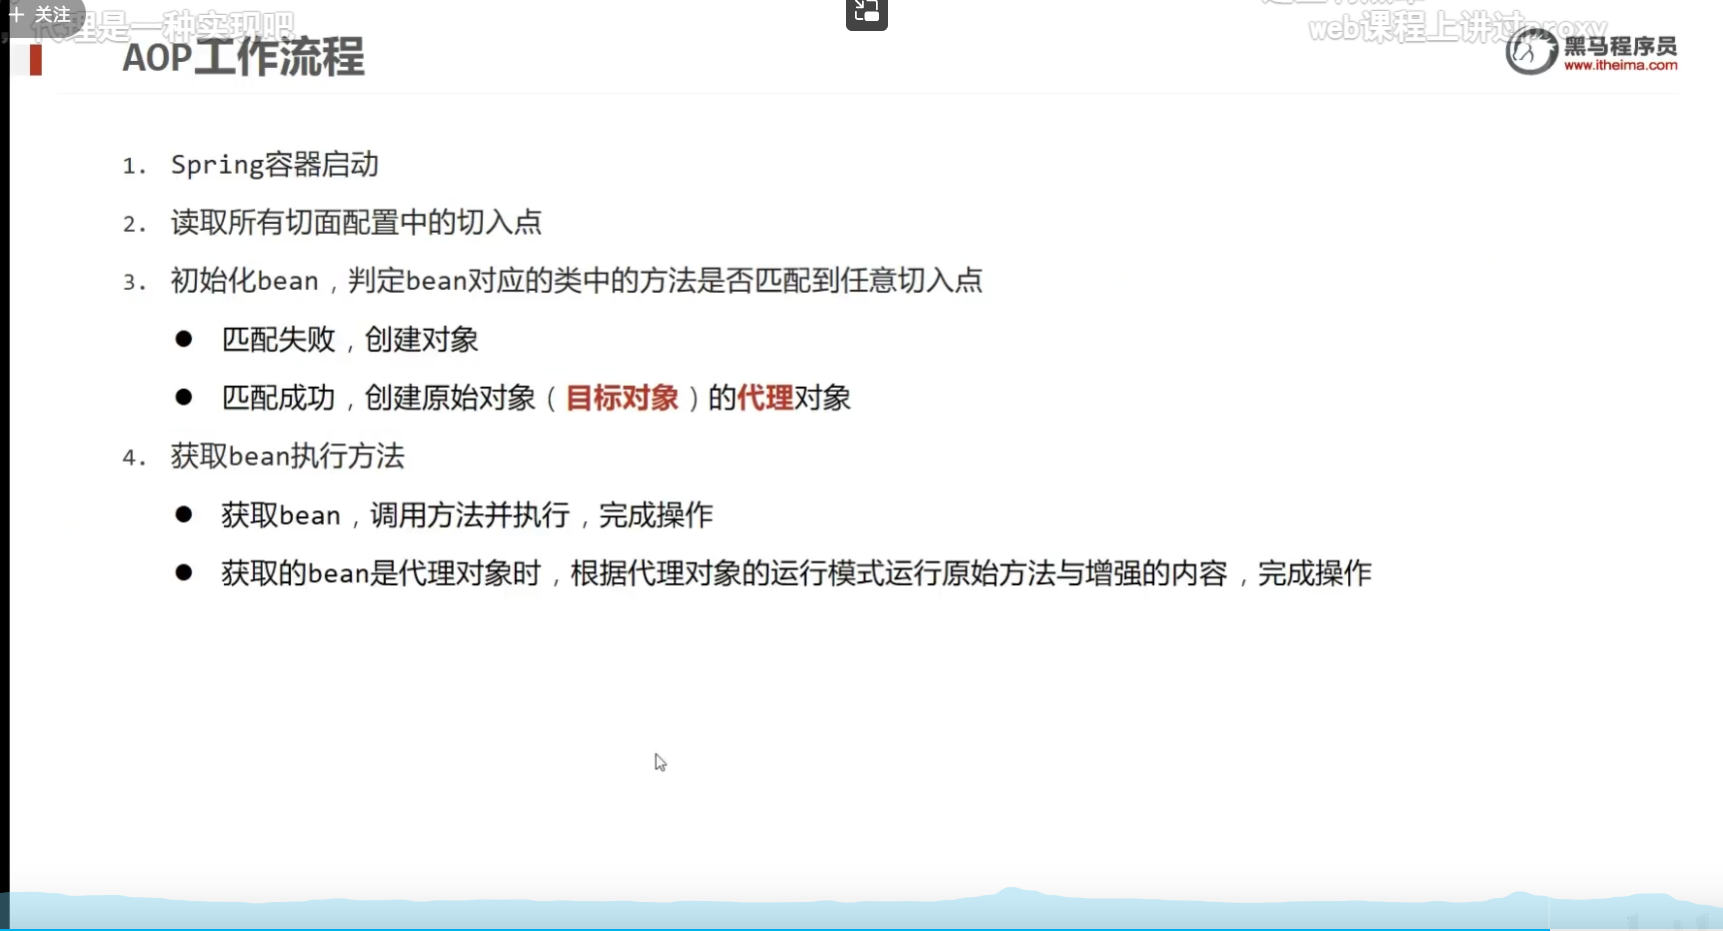 关注
代理是一种实现吧
web课程上讲过proxy
AOP工作流程
黑马程序员
www.itheima.com
1. Spring容器启动
2. 读取所有切面配置中的切入点
3. 初始化bean，判定bean对应的类中的方法是否匹配到任意切入点
● 匹配失败，创建对象
● 匹配成功，创建原始对象（目标对象）的代理对象
4. 获取bean执行方法
● 获取bean，调用方法并执行，完成操作
● 获取的bean是代理对象时，根据代理对象的运行模式运行原始方法与增强的内容，完成操作